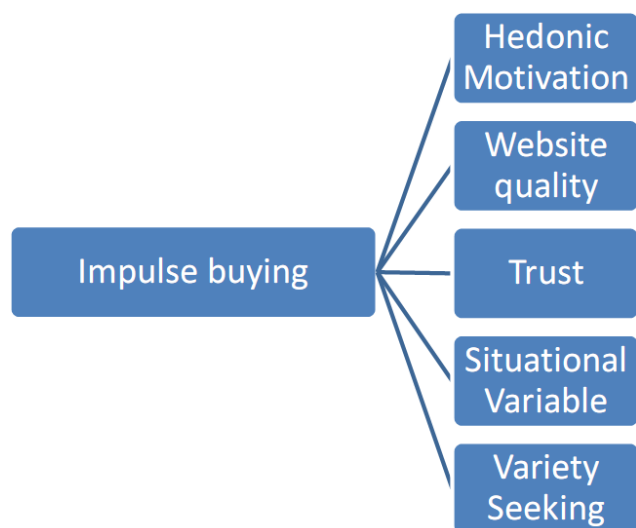 Hedonic
Motivation
Website
quality
Impulse buying
Trust
Situational
Variable
Variety
Seeking